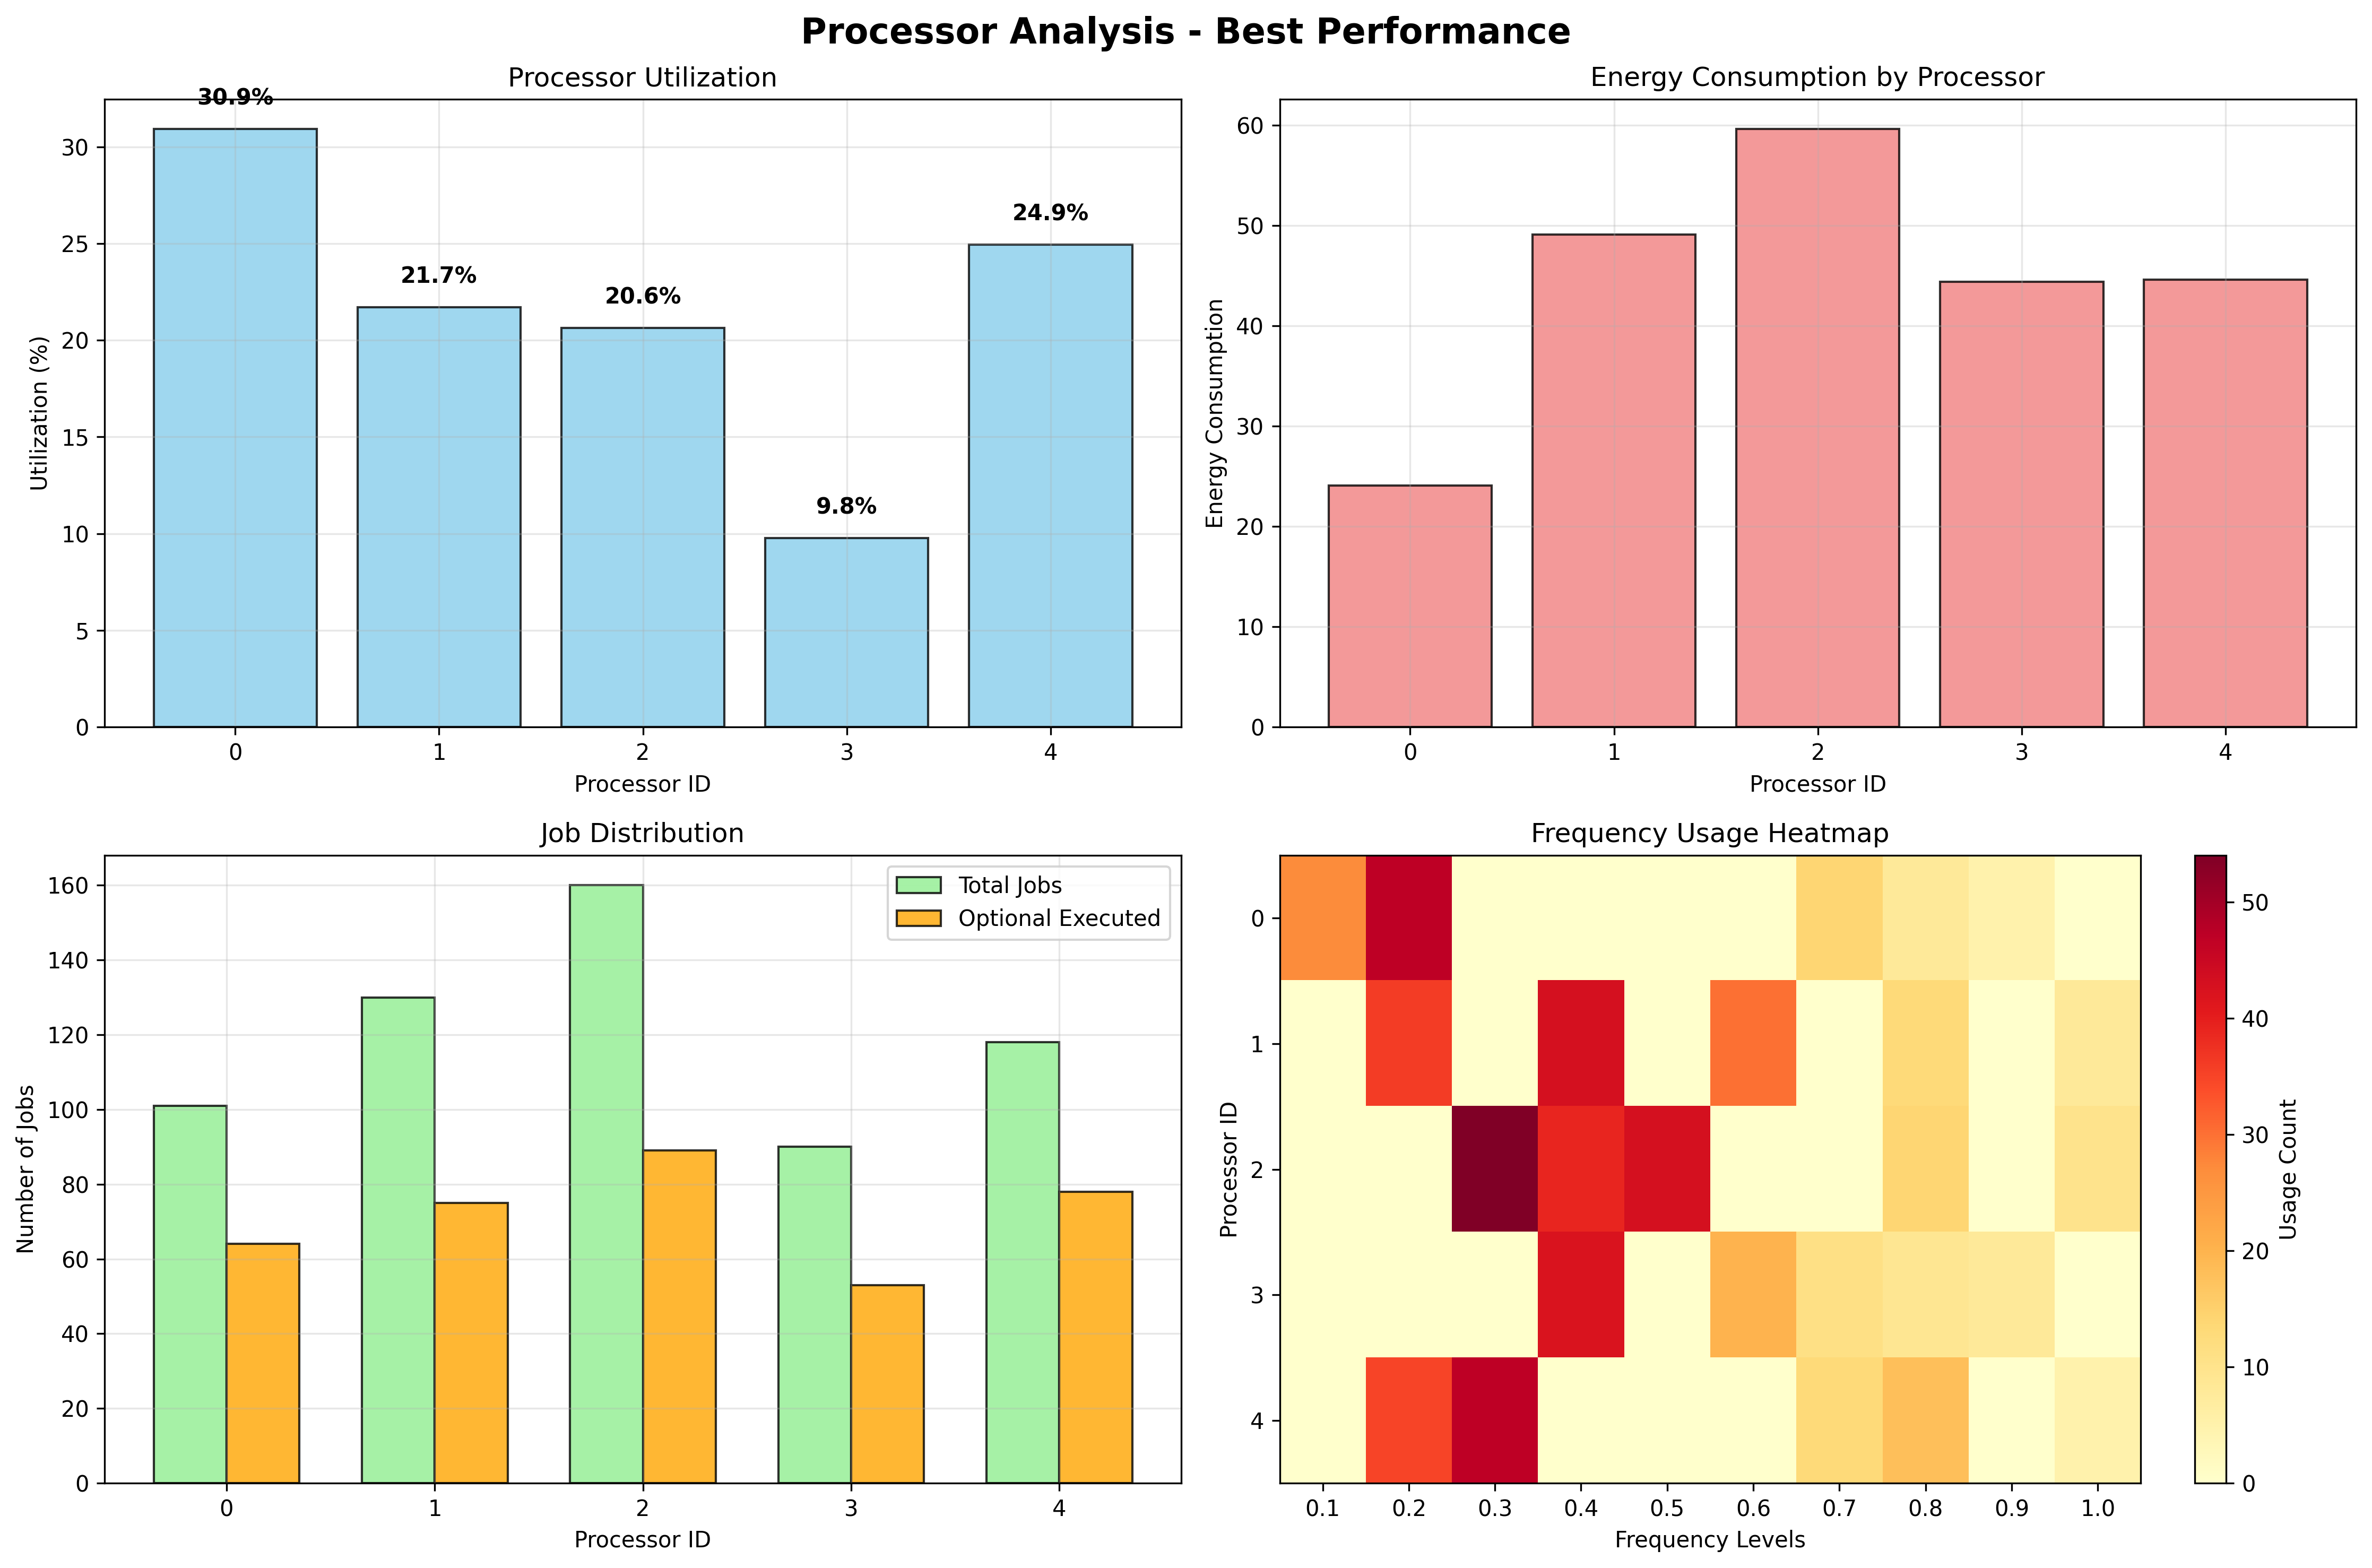 Processor Analysis - Best Performance
Processor Utilization
30.9%
21.7%
20.6%
9.8%
24.9%
30
25
20
15
10
5
0
Utilization (%)
0 1 2 3 4
Processor ID
Energy Consumption by Processor
60
50
40
30
20
10
0
Energy Consumption
0 1 2 3 4
Processor ID
Job Distribution
Total Jobs
Optional Executed
160
140
120
100
80
60
40
20
0
Number of Jobs
0 1 2 3 4
Processor ID
Frequency Usage Heatmap
0
1
2
3
4
Processor ID
0.1 0.2 0.3 0.4 0.5 0.6 0.7 0.8 0.9 1.0
Frequency Levels
50
40
30
20
10
0
Usage Count